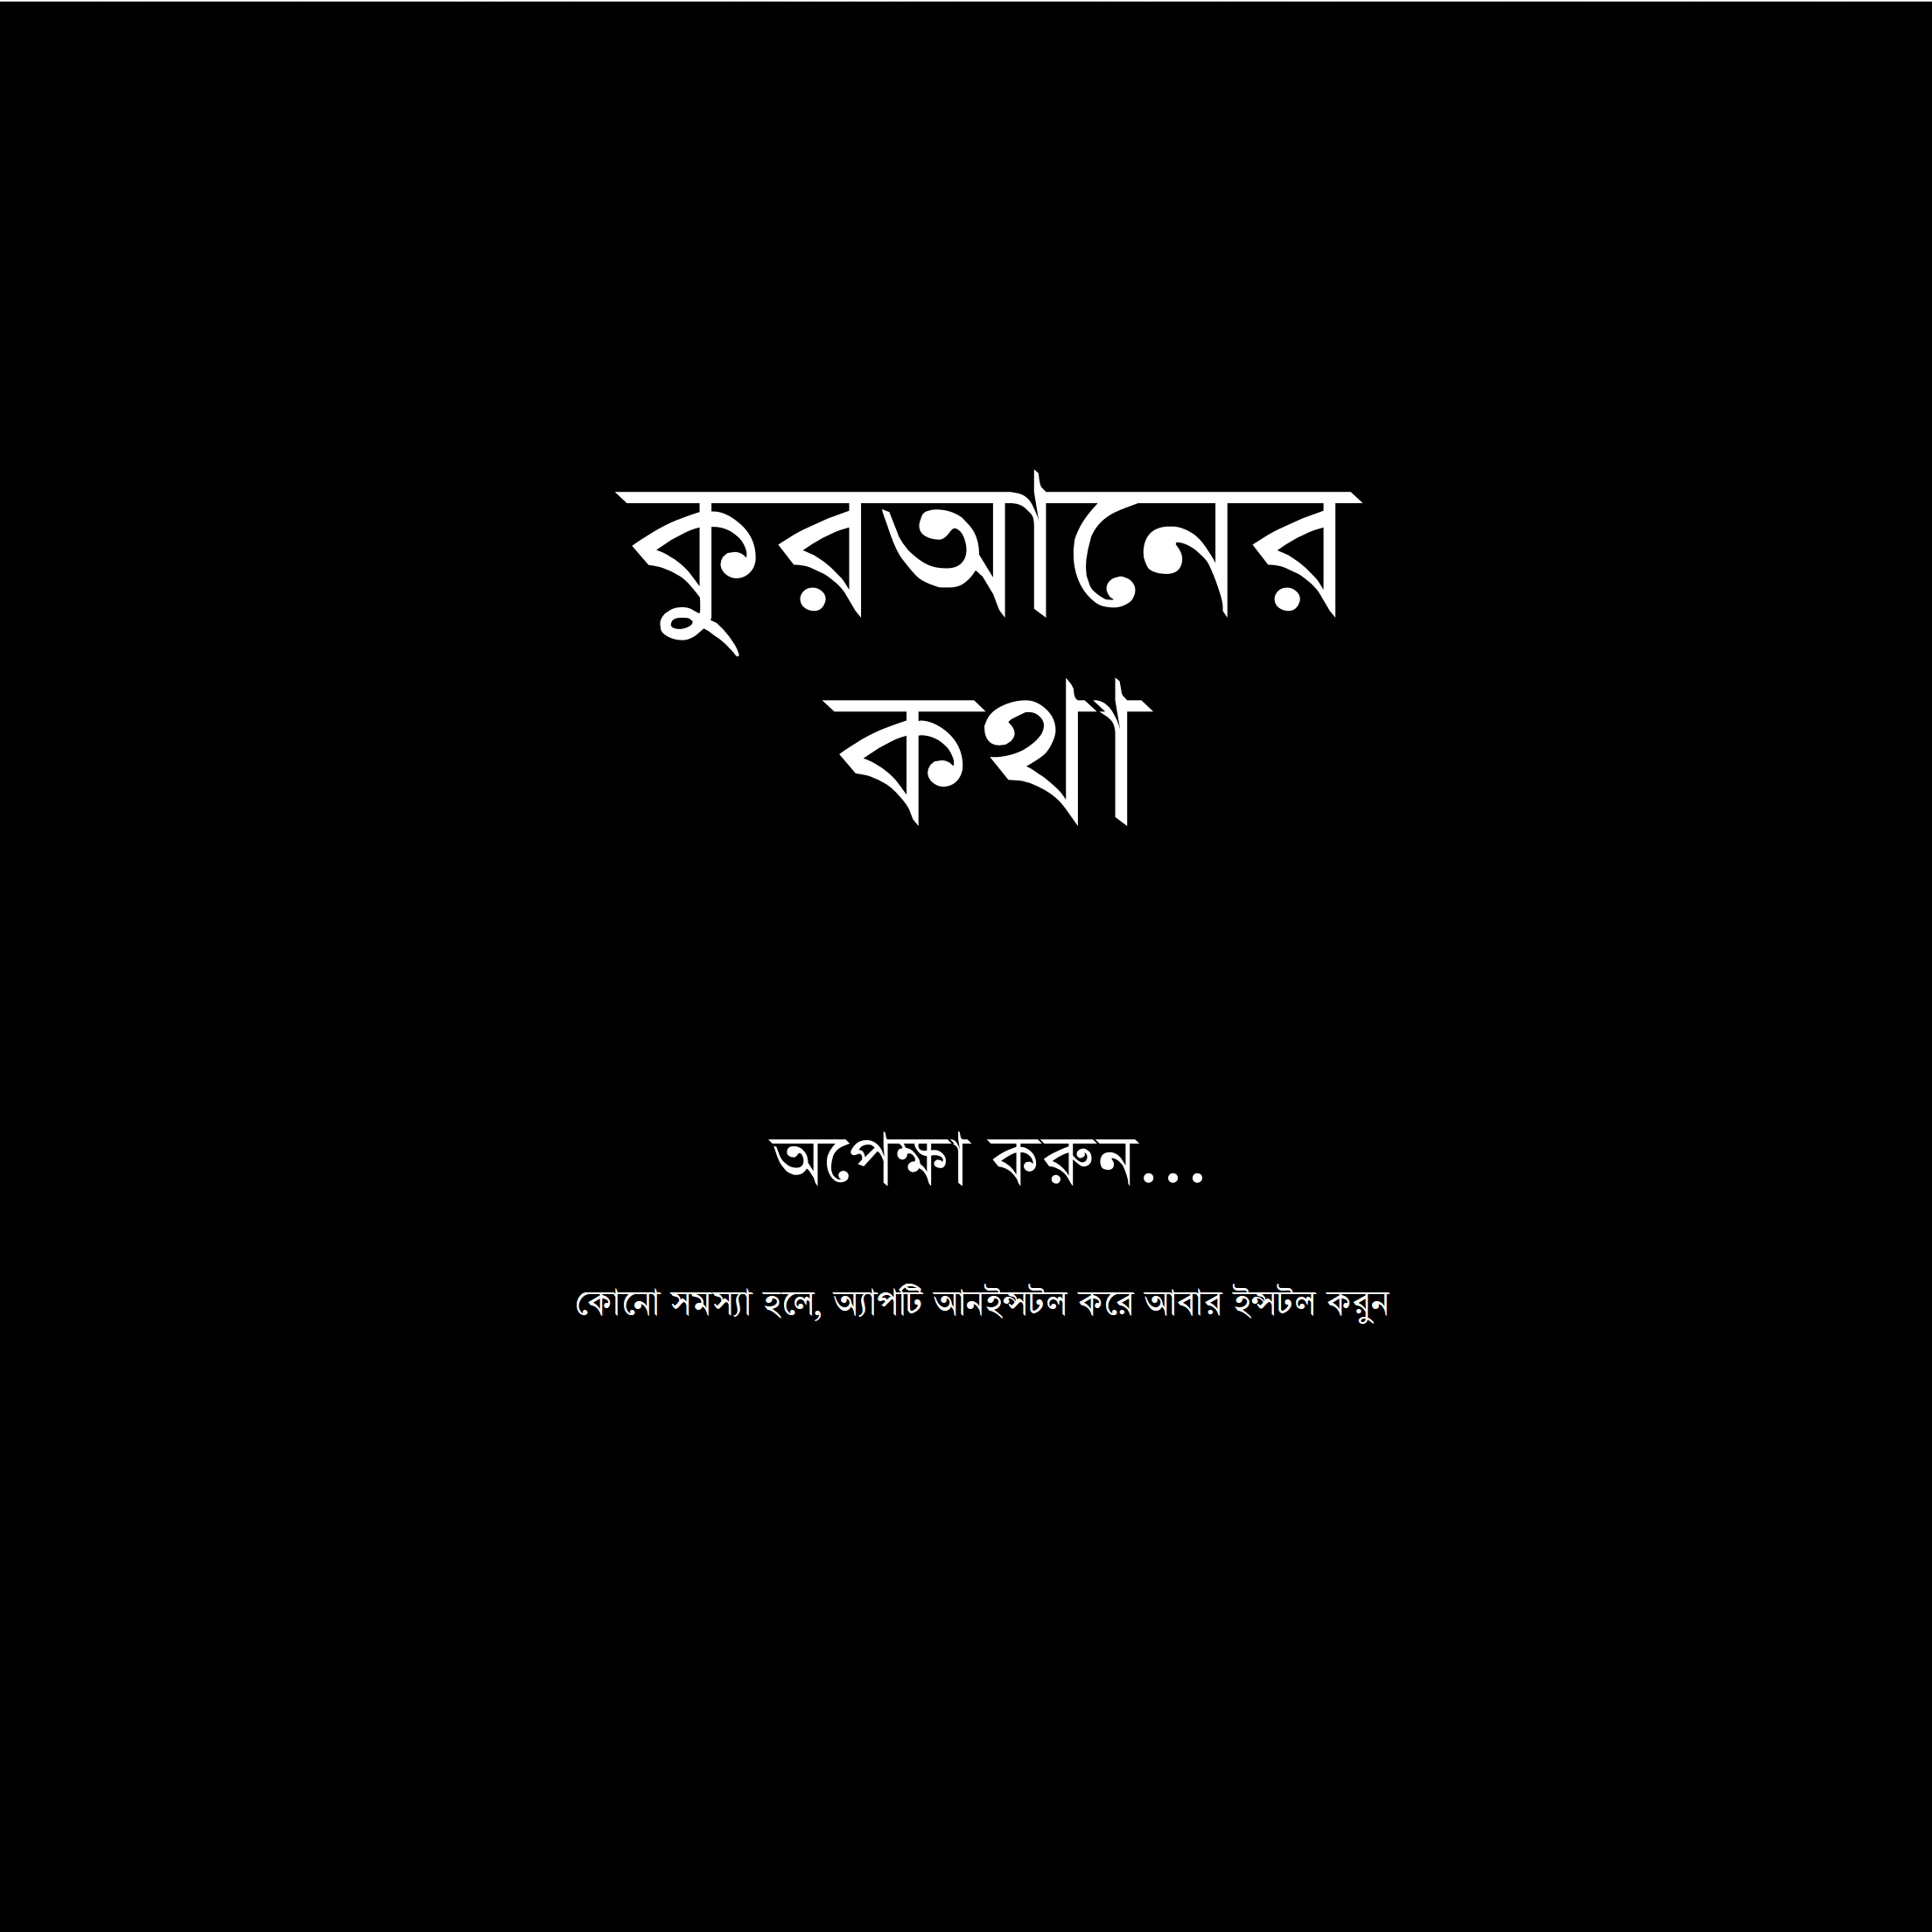 কুরআনের
কথা
অপেক্ষা করুন...
কোনো সমস্যা হলে, অ্যাপটি আনইন্সটল করে আবার ইন্সটল করুন